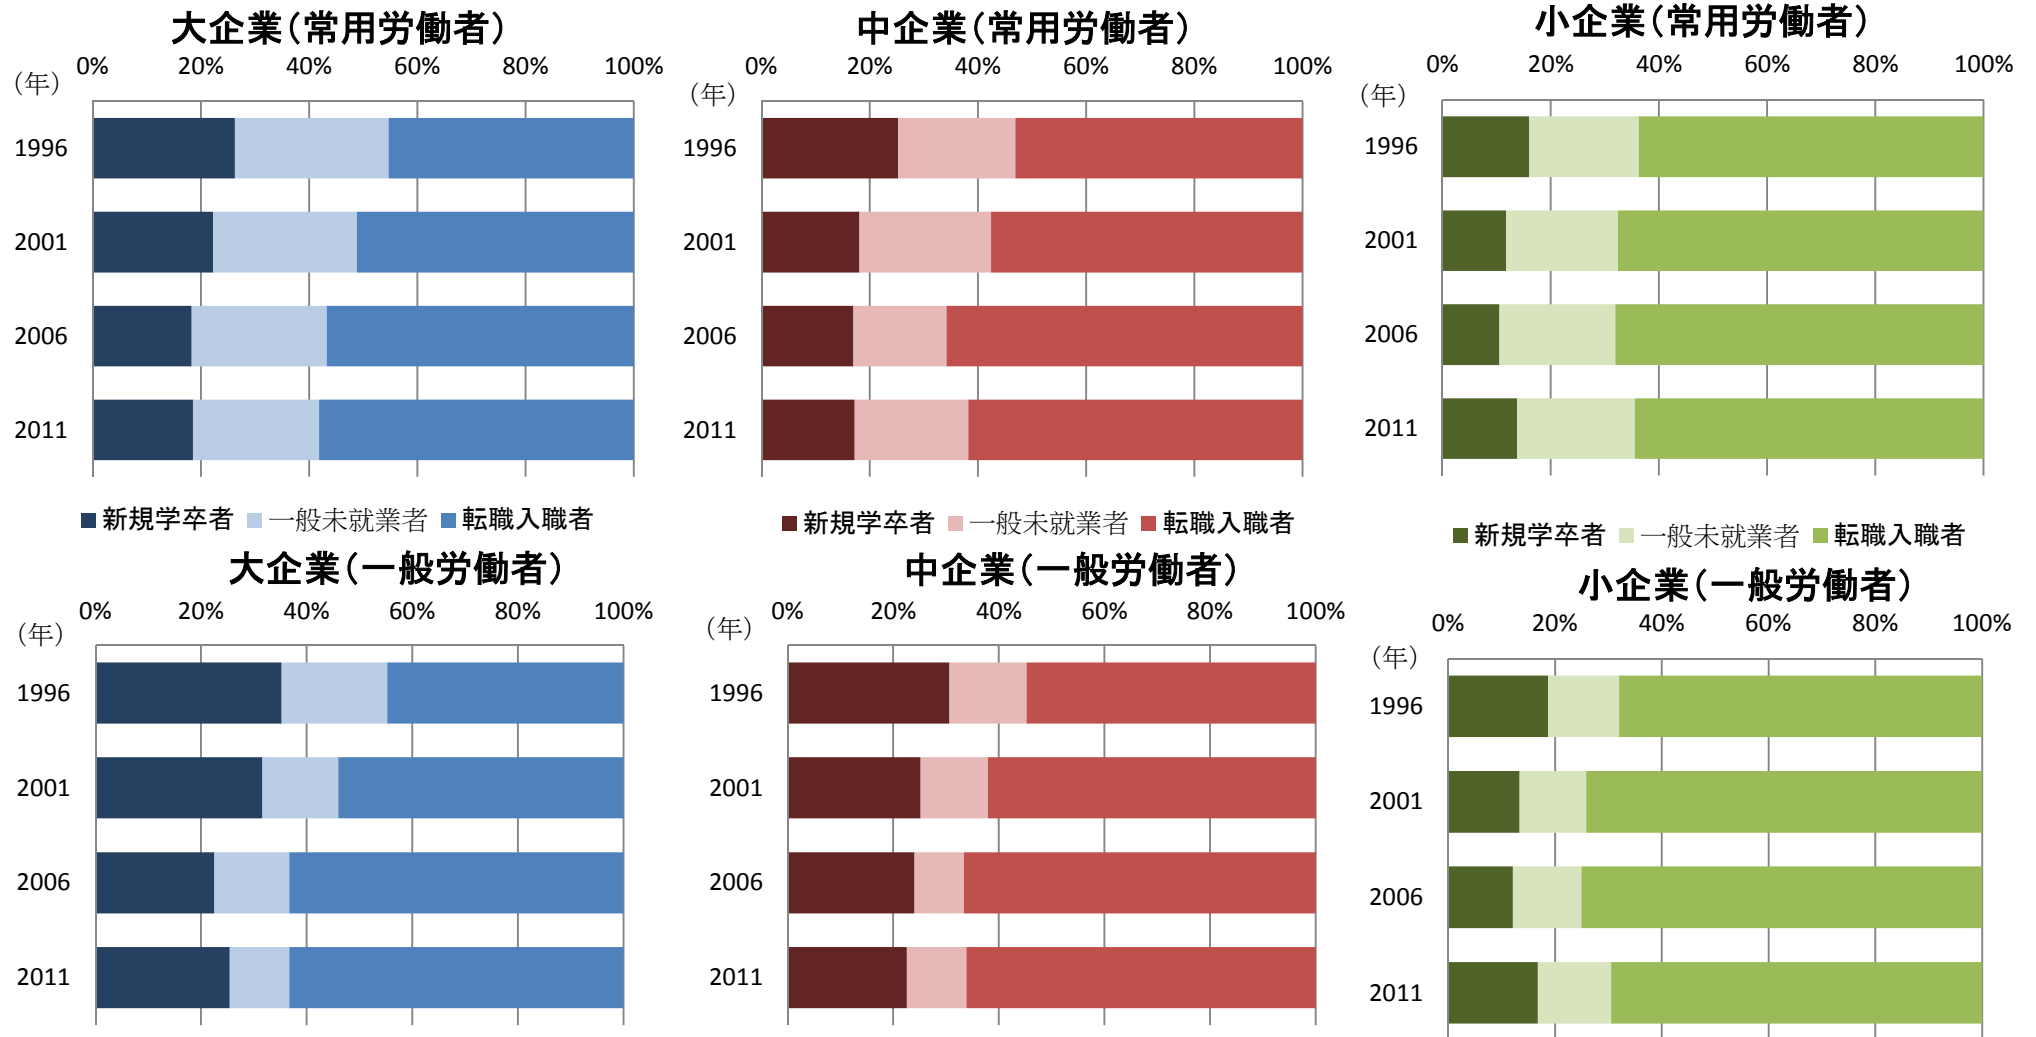 大企業（常用労働者）
0% 20% 40% 60% 80% 100%
（年）
1996
2001
2006
2011
新規学卒者 一般未就業者 転職入職者
中企業（常用労働者）
0% 20% 40% 60% 80% 100%
（年）
1996
2001
2006
2011
新規学卒者 一般未就業者 転職入職者
小企業（常用労働者）
0% 20% 40% 60% 80% 100%
（年）
1996
2001
2006
2011
新規学卒者 一般未就業者 転職入職者
大企業（一般労働者）
0% 20% 40% 60% 80% 100%
（年）
1996
2001
2006
2011
中企業（一般労働者）
0% 20% 40% 60% 80% 100%
（年）
1996
2001
2006
2011
小企業（一般労働者）
0% 20% 40% 60% 80% 100%
（年）
1996
2001
2006
2011